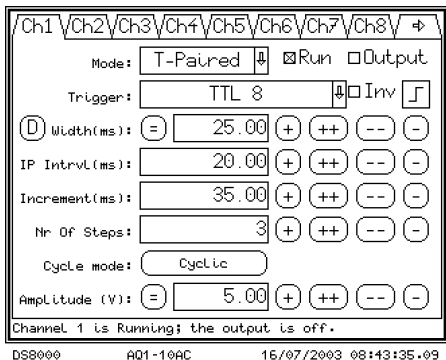 Ch1 Ch2 Ch3 Ch4 Ch5 Ch6 Ch7 Ch8
Mode: T-Paired Run Output
Trigger: TTL 8 Inv
D Width(ms): = 25.00 + ++ -- -
IP Intrvl(ms): 20.00 + ++ -- -
Increment(ms): 35.00 + ++ -- -
Nr Of Steps: 3 + ++ -- -
Cycle mode: Cyclic
Amplitude (V): = 5.00 + ++ -- -
Channel 1 is Running; the output is off.
DS8000 AQ1-10AC 16/07/2003 08:43:35.09